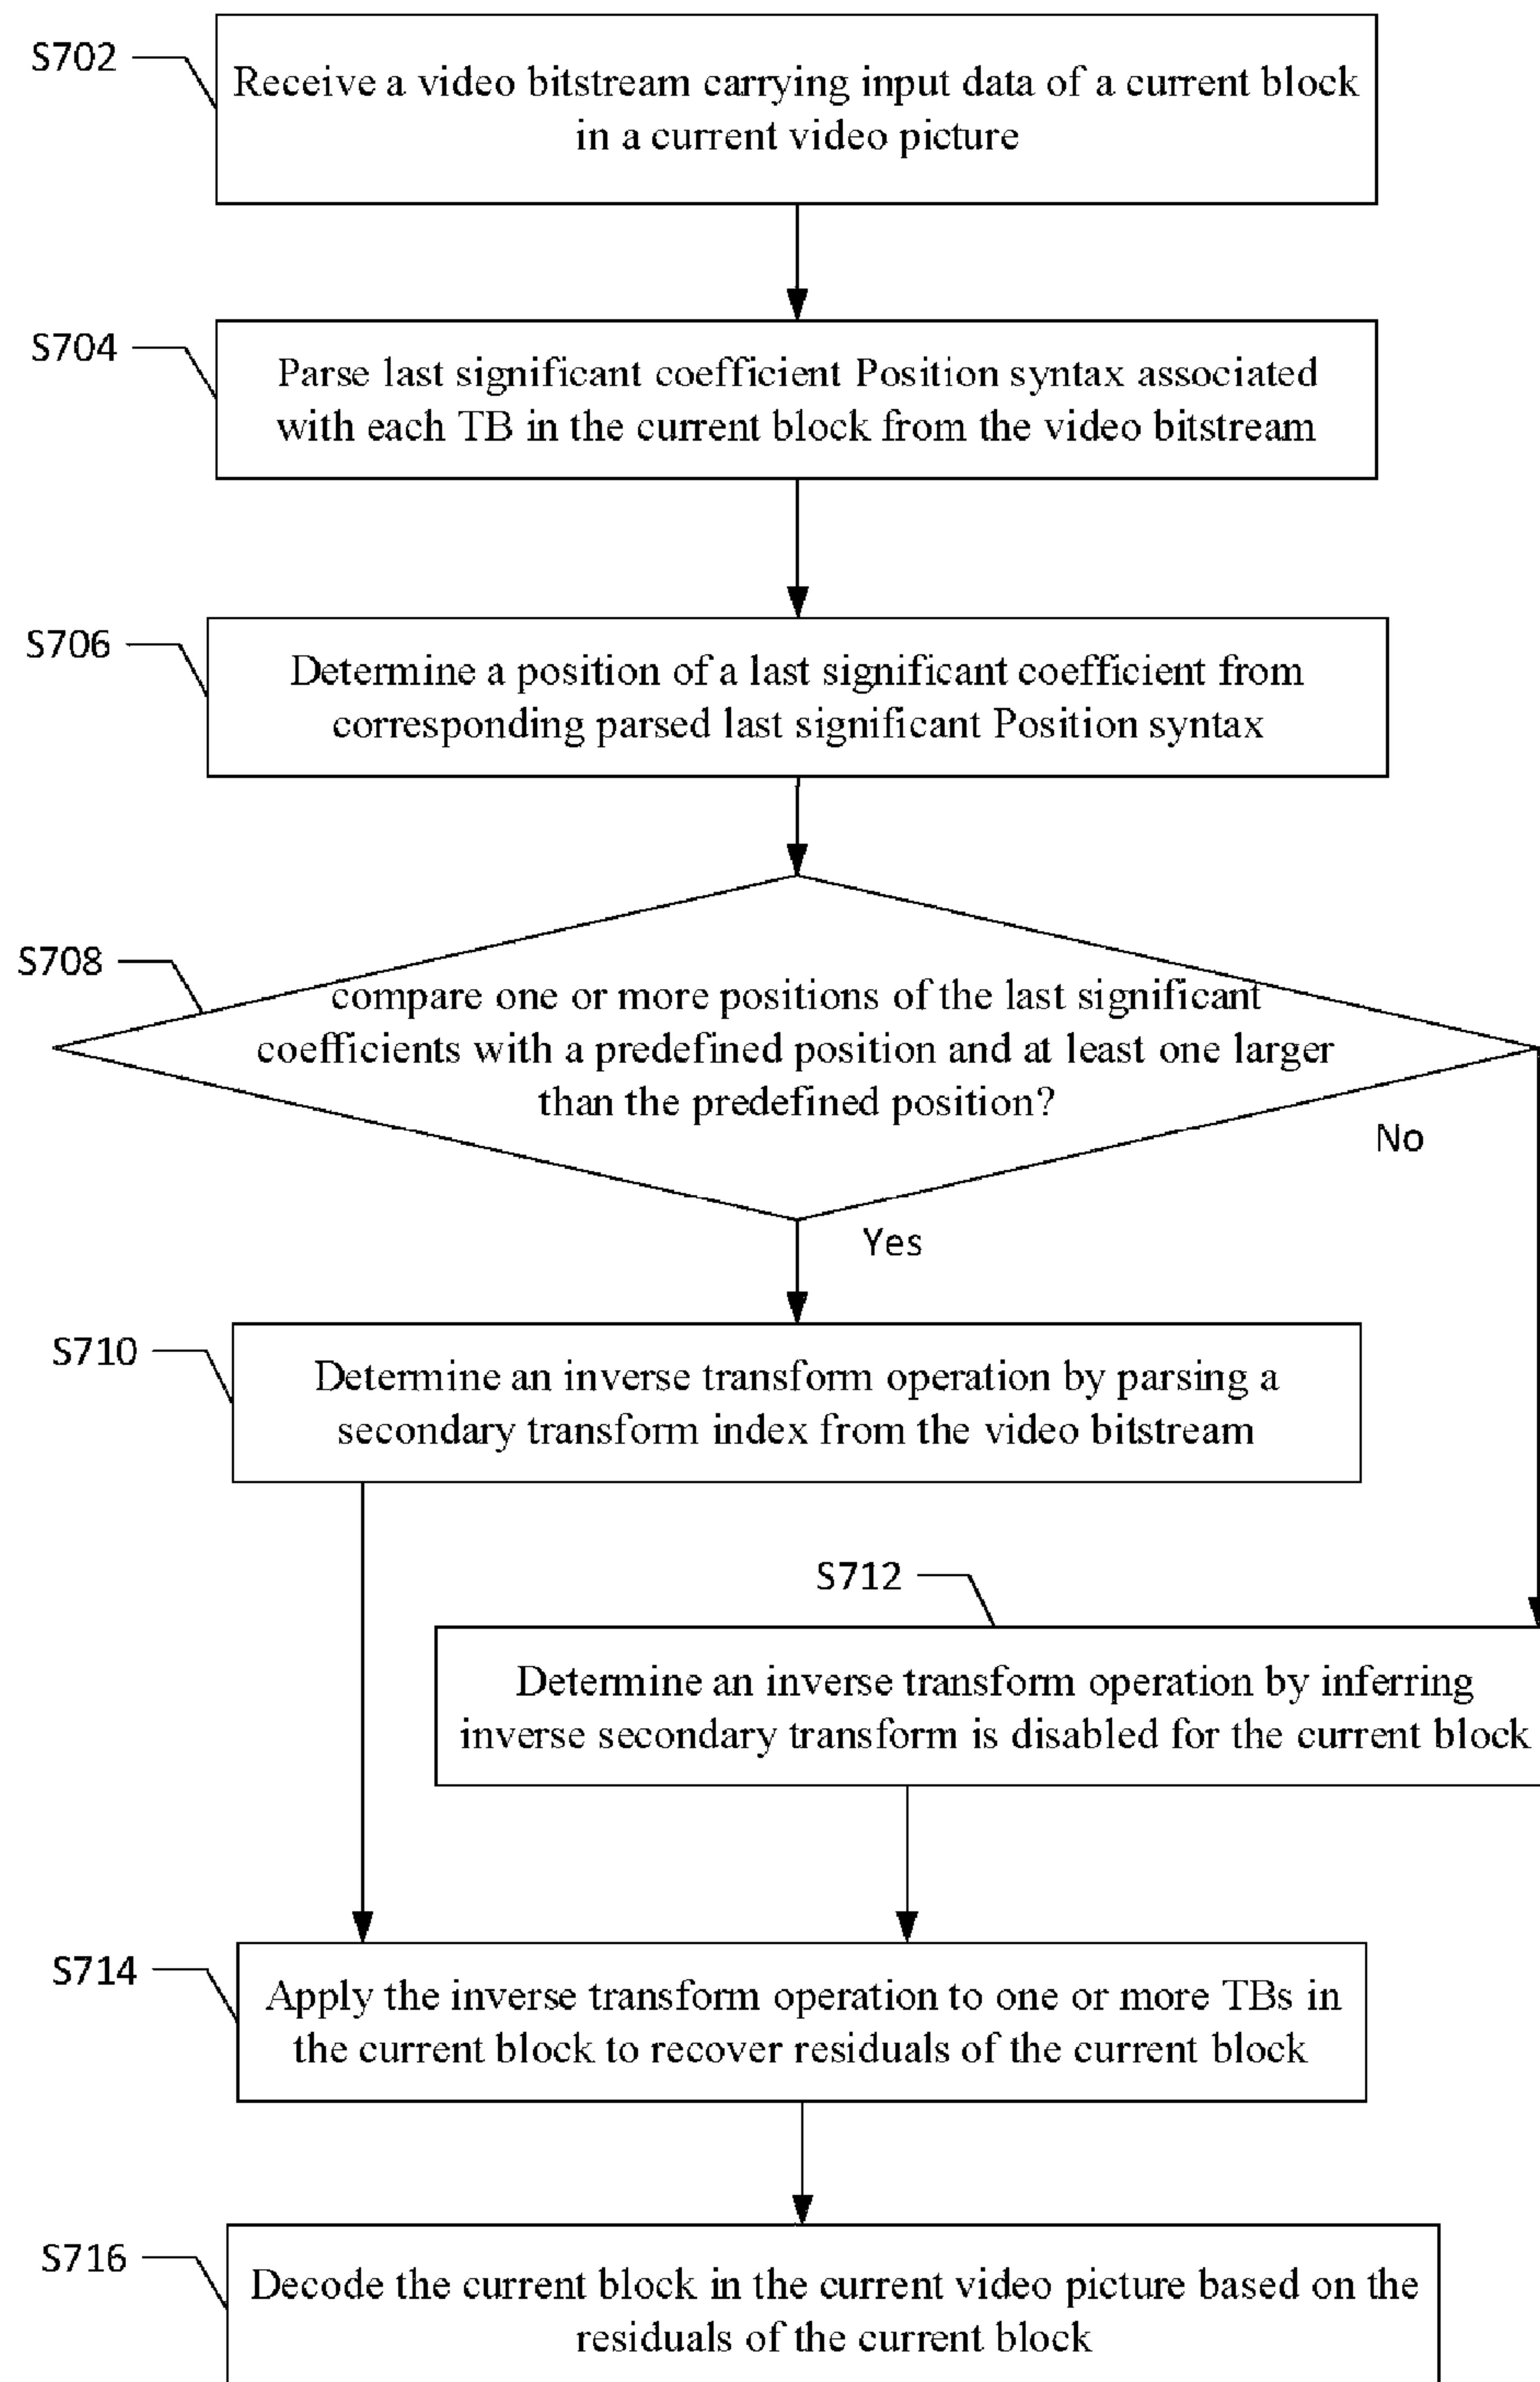 S702
Receive a video bitstream carrying input data of a current block
in a current video picture
S704
Parse last significant coefficient Position syntax associated
with each TB in the current block from the video bitstream
S706
Determine a position of a last significant coefficient from
corresponding parsed last significant Position syntax
S708
compare one or more positions of the last significant
coefficients with a predefined position and at least one larger
than the predefined position?
No
Yes
S710
Determine an inverse transform operation by parsing a
secondary transform index from the video bitstream
S712
Determine an inverse transform operation by inferring
inverse secondary transform is disabled for the current block
S714
Apply the inverse transform operation to one or more TBs in
the current block to recover residuals of the current block
S716
Decode the current block in the current video picture based on the
residuals of the current block